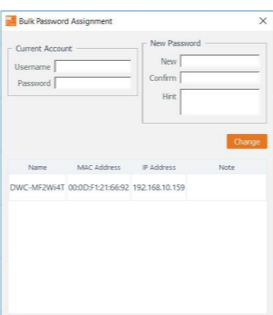 Bulk Password Assignment
Current Account
Username
Password
New Password
New
Confirm
Hint
Change
Name MAC Address IP Address Note
DWC-MF2Wi4T 00:0D:F1:21:66:92 192.168.10.159